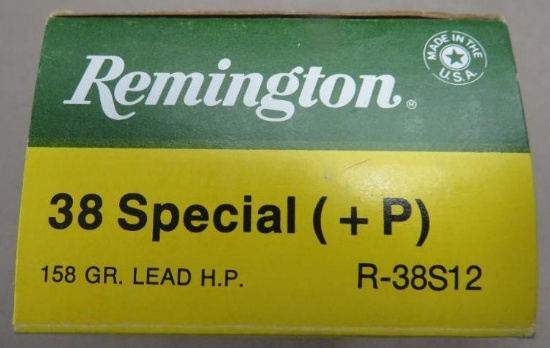 Remington®
MADE IN THE U.S.A.
38 Special (+P)
158 GR. LEAD H.P.
R-38S12